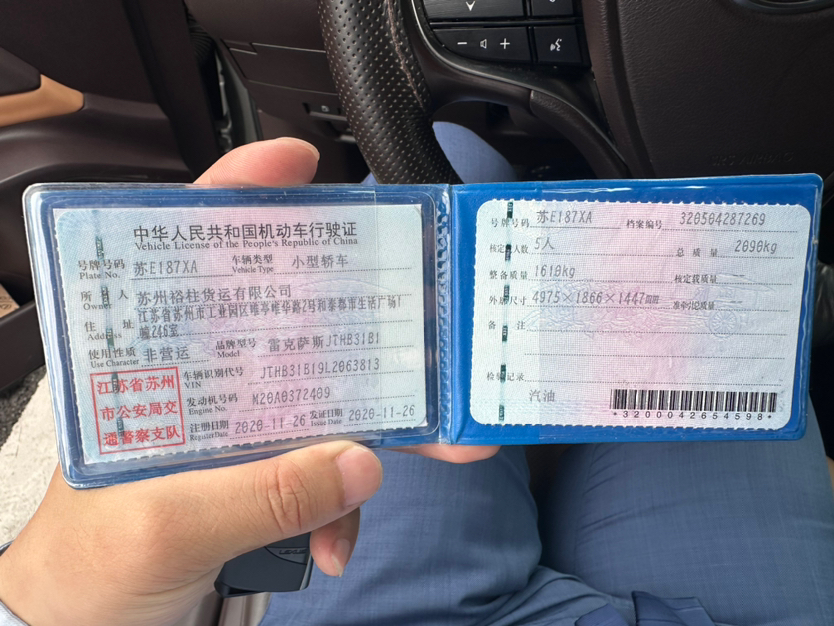 中华人民共和国机动车行驶证
Vehicle License of the People's Republic of China
号牌号码 苏E187XA 车辆类型 小型轿车
Plate No. Vehicle Type
所有人 苏州裕柱货运有限公司
Owner
住址 江苏省苏州市工业园区唯亭唯华路2号和泰都市生活广场1
Address 幢246室
使用性质 非营运 品牌型号 雷克萨斯JTHB31B1
Use Character Model
江苏省苏州
市公安局交
通警察支队
车辆识别代号 JTHB31B19L2063813
VIN
发动机号码 M20A0372409
Engine No.
注册日期 2020-11-26 发证日期 2020-11-26
Register Date Issue Date
号牌号码 苏E187XA 档案编号 320504287269
核定载人数 5人 总质量 2090kg
整备质量 1610kg 核定载质量 --
外廓尺寸 4975×1866×1447mm 准牵引总质量 --
备注
检验记录
汽油
*3200042654598*
LEXUS